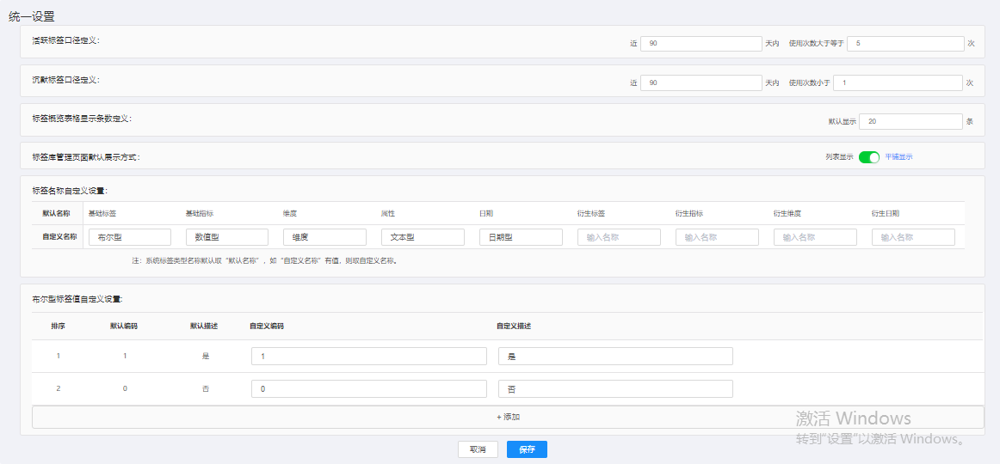 统一设置
活跃标签口径定义: 近 90 天内 使用次数大于等于 5 次
沉默标签口径定义: 近 90 天内 使用次数小于 1 次
标签概览表格显示条数定义: 默认显示 20 条
标签库管理页面默认展示方式: 列表显示 平铺显示
标签名称自定义设置:
默认名称 基础标签 基础指标 维度 属性 日期 衍生标签 衍生指标 衍生维度 衍生日期
自定义名称 布尔型 数值型 维度 文本型 日期型 输入名称 输入名称 输入名称 输入名称
注：系统标签类型名称默认取“默认名称”，如“自定义名称”有值，则取自定义名称。
布尔型标签值自定义设置:
排序 默认编码 默认描述 自定义编码 自定义描述
1 1 是 1 是
2 0 否 0 否
+ 添加
激活 Windows
转到“设置”以激活 Windows。
取消 保存